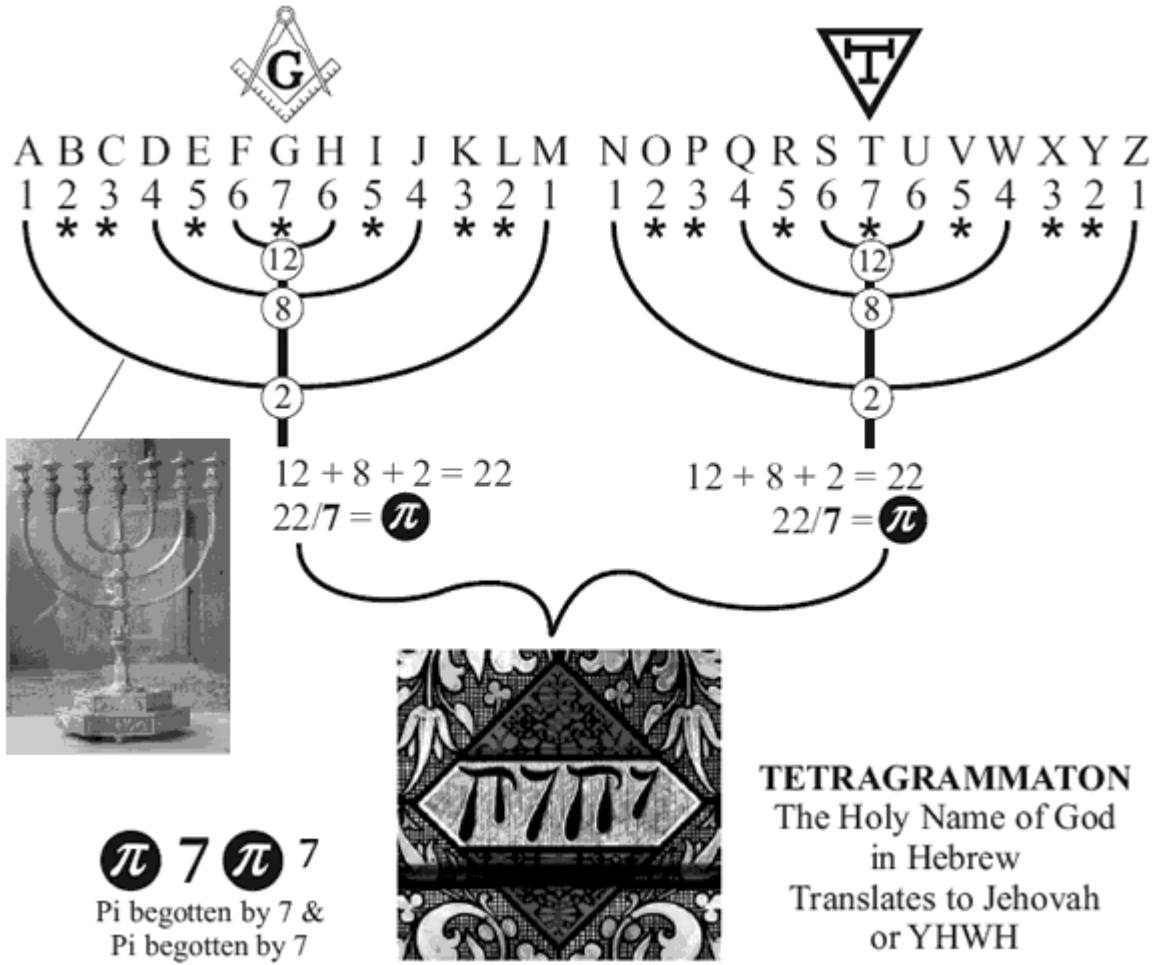 G T
A B C D E F G H I J K L M N O P Q R S T U V W X Y Z
1 2 3 4 5 6 7 6 5 4 3 2 1 1 2 3 4 5 6 7 6 5 4 3 2 1
* * * * * * * * * * * * * *
12 12
8 8
2 2
12 + 8 + 2 = 22 12 + 8 + 2 = 22
22/7 = π 22/7 = π
יהוה
TETRAGRAMMATON
The Holy Name of God
in Hebrew
Translates to Jehovah
or YHWH
π 7 π 7
Pi begotten by 7 &
Pi begotten by 7